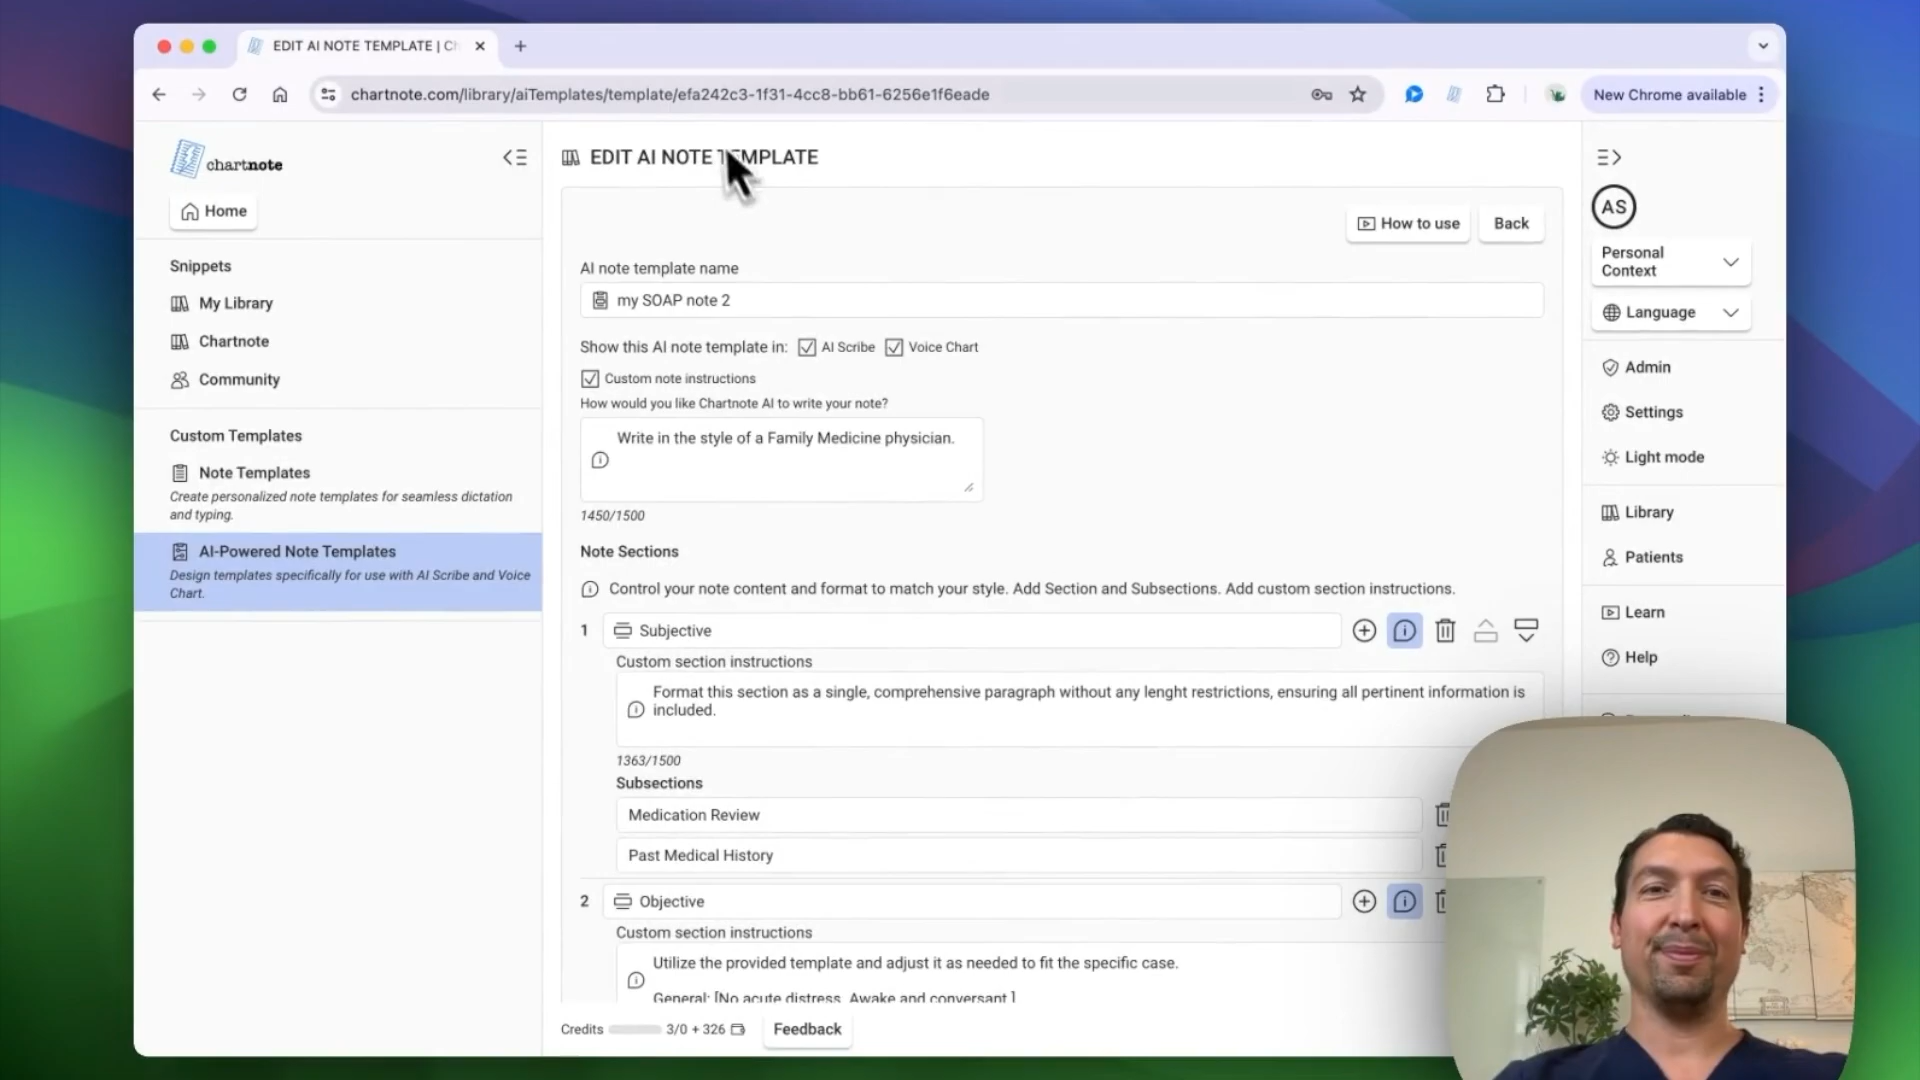 EDIT AI NOTE TEMPLATE | Ch
chartnote.com/library/aiTemplates/template/efa242c3-1f31-4cc8-bb61-6256e1f6eade
New Chrome available
chartnote
Home
Snippets
My Library
Chartnote
Community
Custom Templates
Note Templates
Create personalized note templates for seamless dictation
and typing.
AI-Powered Note Templates
Design templates specifically for use with AI Scribe and Voice
Chart.
EDIT AI NOTE TEMPLATE
How to use
Back
AI note template name
my SOAP note 2
Show this AI note template in: AI Scribe Voice Chart
Custom note instructions
How would you like Chartnote AI to write your note?
Write in the style of a Family Medicine physician.
1450/1500
Note Sections
Control your note content and format to match your style. Add Section and Subsections. Add custom section instructions.
1 Subjective
Custom section instructions
Format this section as a single, comprehensive paragraph without any lenght restrictions, ensuring all pertinent information is
included.
1363/1500
Subsections
Medication Review
Past Medical History
2 Objective
Custom section instructions
Utilize the provided template and adjust it as needed to fit the specific case.
General: [No acute distress. Awake and conversant.]
Credits 3/0 + 326
Feedback
AS
Personal
Context
Language
Admin
Settings
Light mode
Library
Patients
Learn
Help